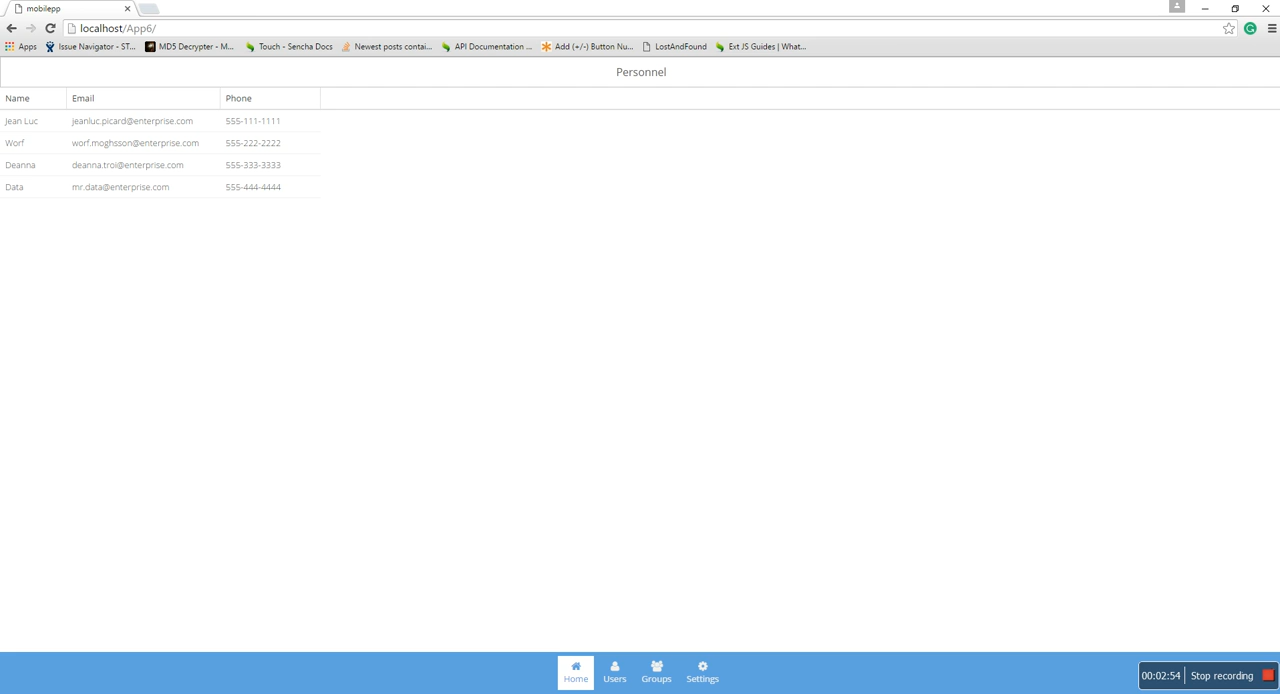 mobilepp
localhost/App6/
Apps Issue Navigator - ST... MD5 Decrypter - M... Touch - Sencha Docs Newest posts contai... API Documentation ... Add (+/-) Button Nu... LostAndFound Ext JS Guides | What...
Personnel
Name Email Phone
Jean Luc jeanluc.picard@enterprise.com 555-111-1111
Worf worf.moghsson@enterprise.com 555-222-2222
Deanna deanna.troi@enterprise.com 555-333-3333
Data mr.data@enterprise.com 555-444-4444
Home Users Groups Settings
00:02:54 Stop recording